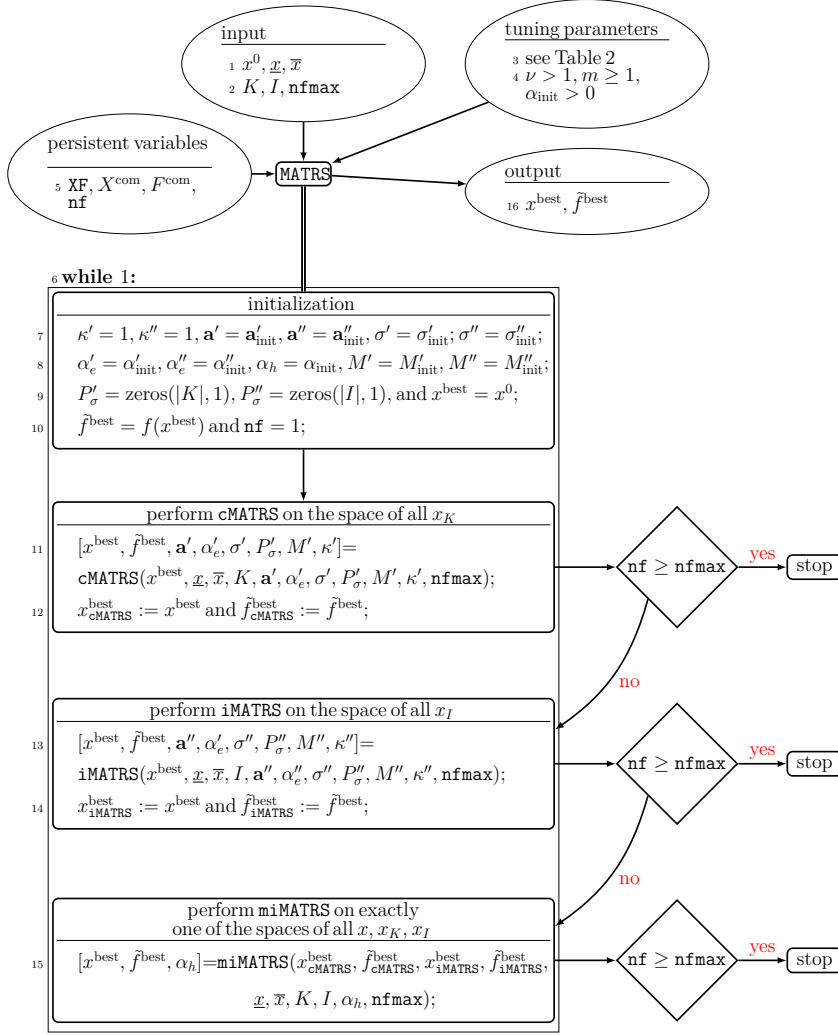 input
1 x⁰, x̲, x̅
2 K, I, nfmax
tuning parameters
3 see Table 2
4 ν > 1, m ≥ 1,
α_init > 0
persistent variables
5 XF, X^com, F^com,
nf
MATRS
output
16 x^best, f̃^best
6 while 1:
initialization
7 κ′ = 1, κ″ = 1, a′ = a′_init, a″ = a″_init, σ′ = σ′_init; σ″ = σ″_init;
8 α′_e = α′_init, α″_e = α″_init, α_h = α_init, M′ = M′_init, M″ = M″_init;
9 P′_σ = zeros(|K|, 1), P″_σ = zeros(|I|, 1), and x^best = x⁰;
10 f̃^best = f(x^best) and nf = 1;
perform cMATRS on the space of all x_K
11 [x^best, f̃^best, a′, α′_e, σ′, P′_σ, M′, κ′]=
cMATRS(x^best, x̲, x̅, K, a′, α′_e, σ′, P′_σ, M′, κ′, nfmax);
12 x^best_cMATRS := x^best and f̃^best_cMATRS := f̃^best;
nf ≥ nfmax
yes
stop
no
perform iMATRS on the space of all x_I
13 [x^best, f̃^best, a″, α′_e, σ″, P″_σ, M″, κ″]=
iMATRS(x^best, x̲, x̅, I, a″, α″_e, σ″, P″_σ, M″, κ″, nfmax);
14 x^best_iMATRS := x^best and f̃^best_iMATRS := f̃^best;
nf ≥ nfmax
yes
stop
no
perform miMATRS on exactly
one of the spaces of all x, x_K, x_I
15 [x^best, f̃^best, α_h]=miMATRS(x^best_cMATRS, f̃^best_cMATRS, x^best_iMATRS, f̃^best_iMATRS,
x̲, x̅, K, I, α_h, nfmax);
nf ≥ nfmax
yes
stop